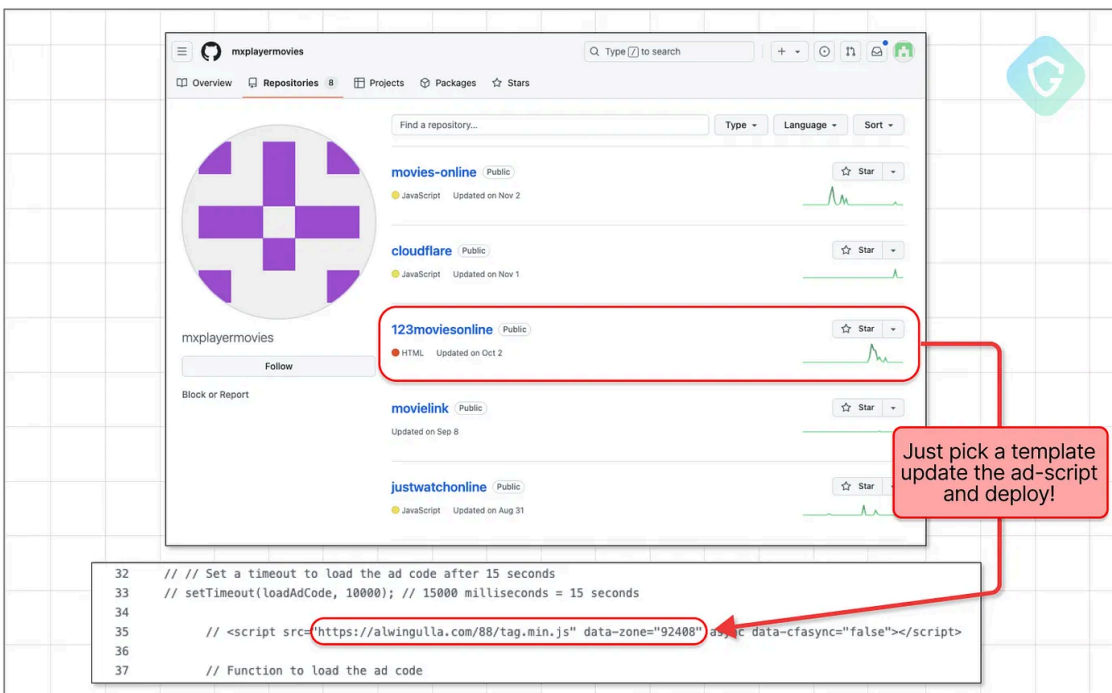 mxplayermovies
Type / to search
Overview Repositories 8 Projects Packages Stars
Find a repository...
Type Language Sort
movies-online Public
Star
JavaScript Updated on Nov 2
cloudflare Public
Star
JavaScript Updated on Nov 1
123moviesonline Public
Star
HTML Updated on Oct 2
mxplayermovies
Follow
Block or Report
movielink Public
Star
Updated on Sep 8
justwatchonline Public
Star
JavaScript Updated on Aug 31
Just pick a template
update the ad-script
and deploy!
32 // // Set a timeout to load the ad code after 15 seconds
33 // setTimeout(loadAdCode, 10000); // 15000 milliseconds = 15 seconds
34
35 // <script src="https://alwingulla.com/88/tag.min.js" data-zone="92408" async data-cfasync="false"></script>
36
37 // Function to load the ad code